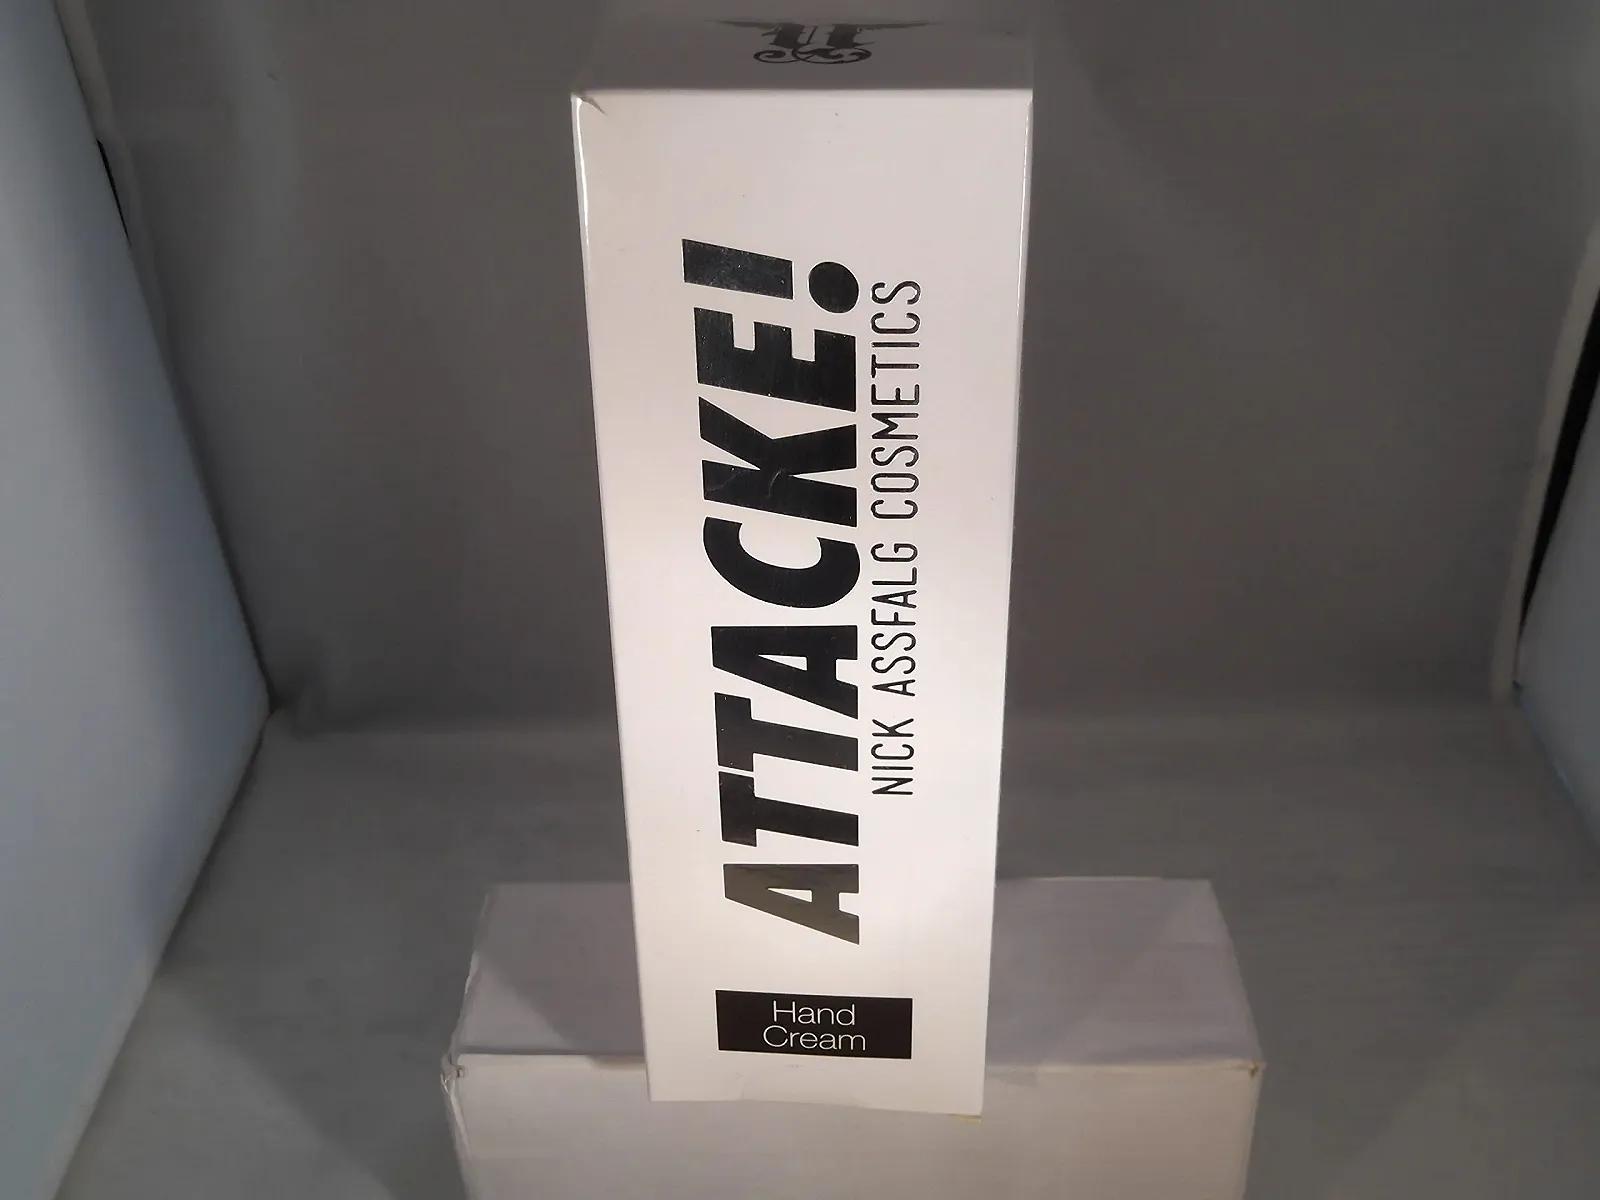 ATTACKE!
NICK ASSFALG COSMETICS
Hand
Cream